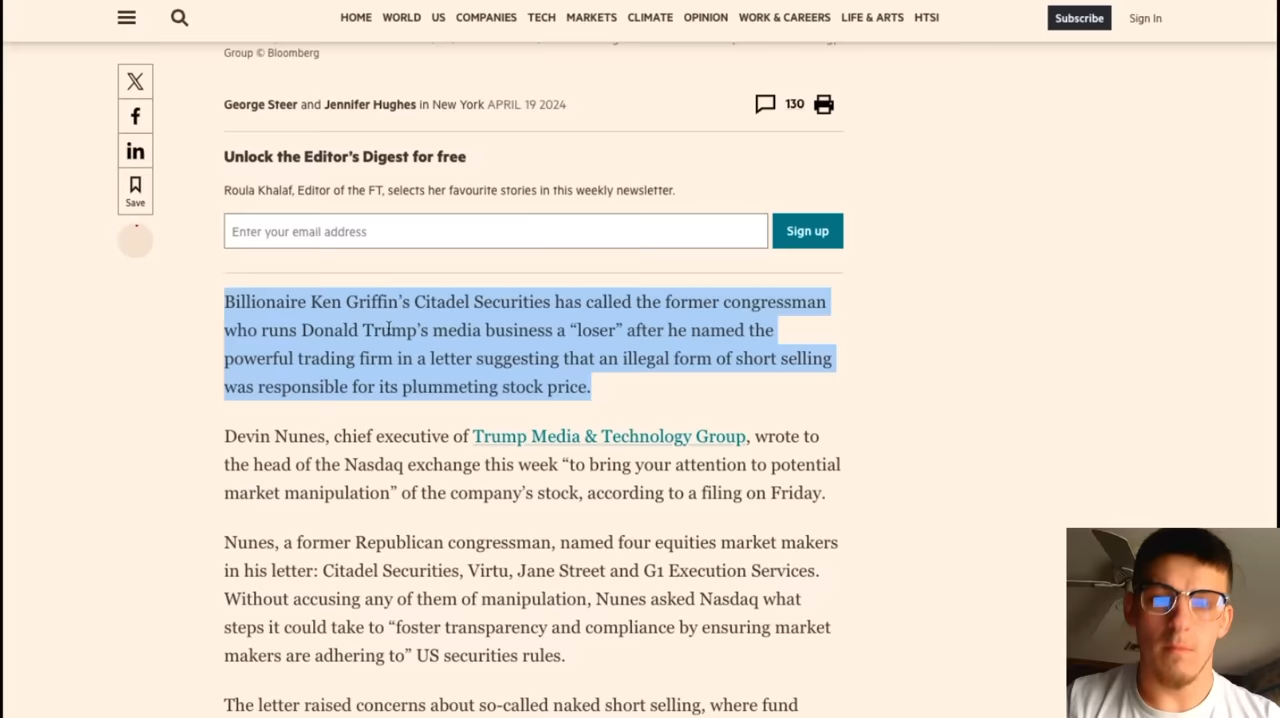 HOME WORLD US COMPANIES TECH MARKETS CLIMATE OPINION WORK & CAREERS LIFE & ARTS HTSI Subscribe Sign In
Group © Bloomberg
George Steer and Jennifer Hughes in New York APRIL 19 2024 130
Unlock the Editor's Digest for free
Roula Khalaf, Editor of the FT, selects her favourite stories in this weekly newsletter.
Enter your email address Sign up
Save
Billionaire Ken Griffin's Citadel Securities has called the former congressman
who runs Donald Trump's media business a “loser” after he named the
powerful trading firm in a letter suggesting that an illegal form of short selling
was responsible for its plummeting stock price.
Devin Nunes, chief executive of Trump Media & Technology Group, wrote to
the head of the Nasdaq exchange this week “to bring your attention to potential
market manipulation” of the company's stock, according to a filing on Friday.
Nunes, a former Republican congressman, named four equities market makers
in his letter: Citadel Securities, Virtu, Jane Street and G1 Execution Services.
Without accusing any of them of manipulation, Nunes asked Nasdaq what
steps it could take to “foster transparency and compliance by ensuring market
makers are adhering to” US securities rules.
The letter raised concerns about so-called naked short selling, where fund